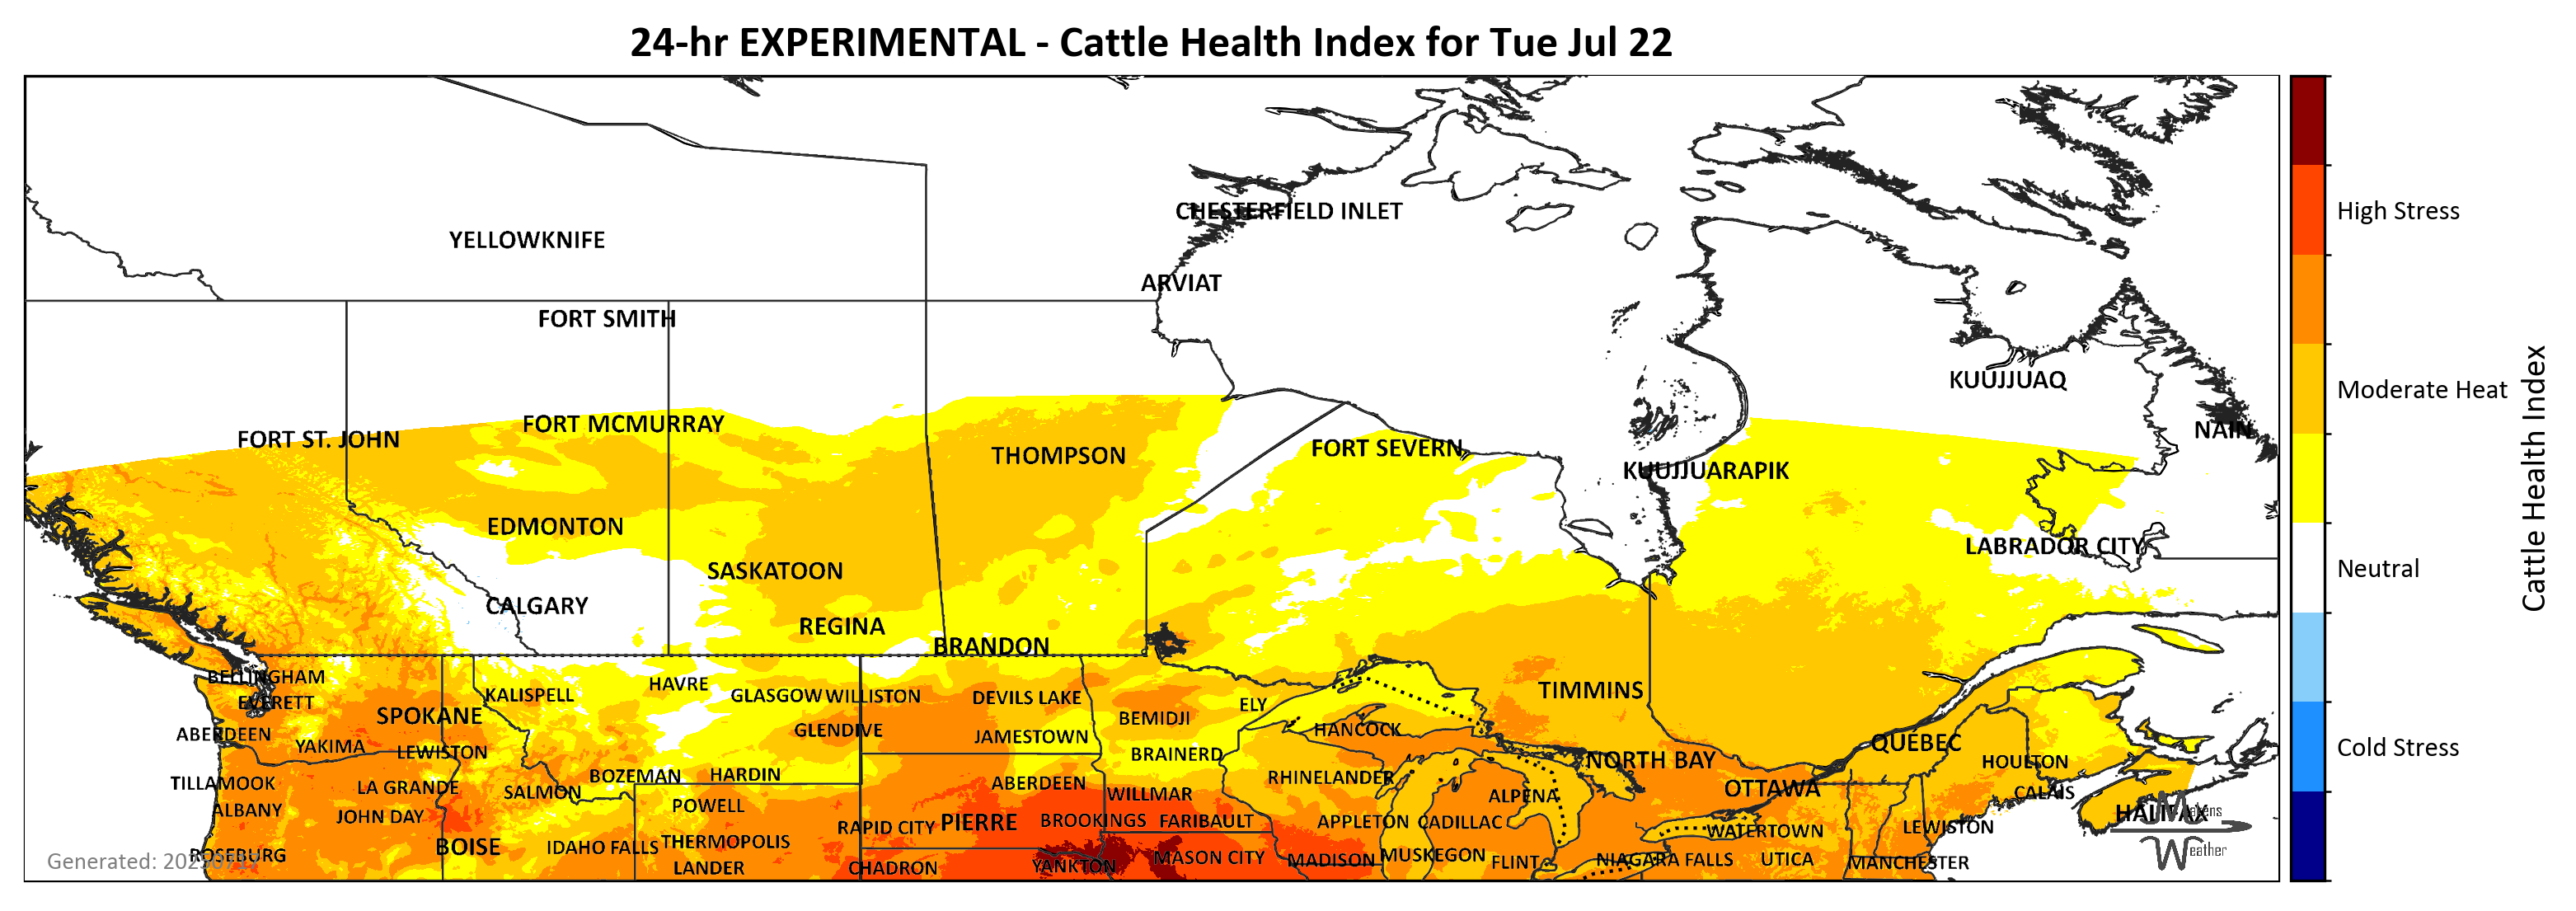 24-hr EXPERIMENTAL - Cattle Health Index for Tue Jul 22
CHESTERFIELD INLET
YELLOWKNIFE
ARVIAT
FORT SMITH
KUUJJUAQ
FORT MCMURRAY
NAIN
FORT ST. JOHN
FORT SEVERN
THOMPSON
KUUJJUARAPIK
EDMONTON
LABRADOR CITY
SASKATOON
CALGARY
REGINA
BRANDON
BELLINGHAM
HAVRE
KALISPELL
GLASGOW
WILLISTON
DEVILS LAKE
TIMMINS
EVERETT
ELY
SPOKANE
BEMIDJI
GLENDIVE
HANCOCK
ABERDEEN
JAMESTOWN
QUEBEC
YAKIMA
LEWISTON
BRAINERD
NORTH BAY
HOULTON
BOZEMAN
HARDIN
RHINELANDER
TILLAMOOK
LA GRANDE
ABERDEEN
OTTAWA
SALMON
WILLMAR
ALPENA
CALAIS
POWELL
ALBANY
JOHN DAY
HALIFAX
Makens
Weather
RAPID CITY
PIERRE
BROOKINGS
FARIBAULT
APPLETON
CADILLAC
WATERTOWN
LEWISTON
BOISE
IDAHO FALLS
THERMOPOLIS
ROSEBURG
MASON CITY
MADISON
MUSKEGON
FLINT
NIAGARA FALLS
UTICA
MANCHESTER
LANDER
CHADRON
YANKTON
Generated:
High Stress
Moderate Heat
Neutral
Cold Stress
Cattle Health Index